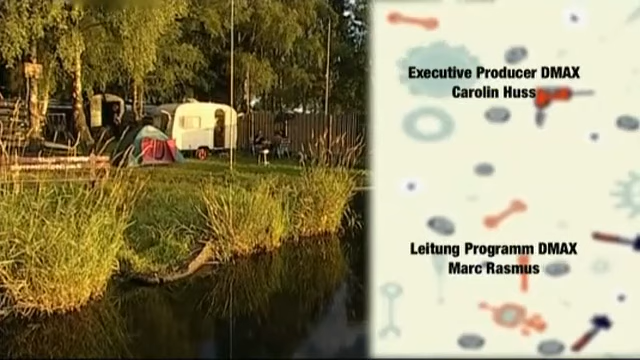 Executive Producer DMAX
Carolin Huss
Leitung Programm DMAX
Marc Rasmus